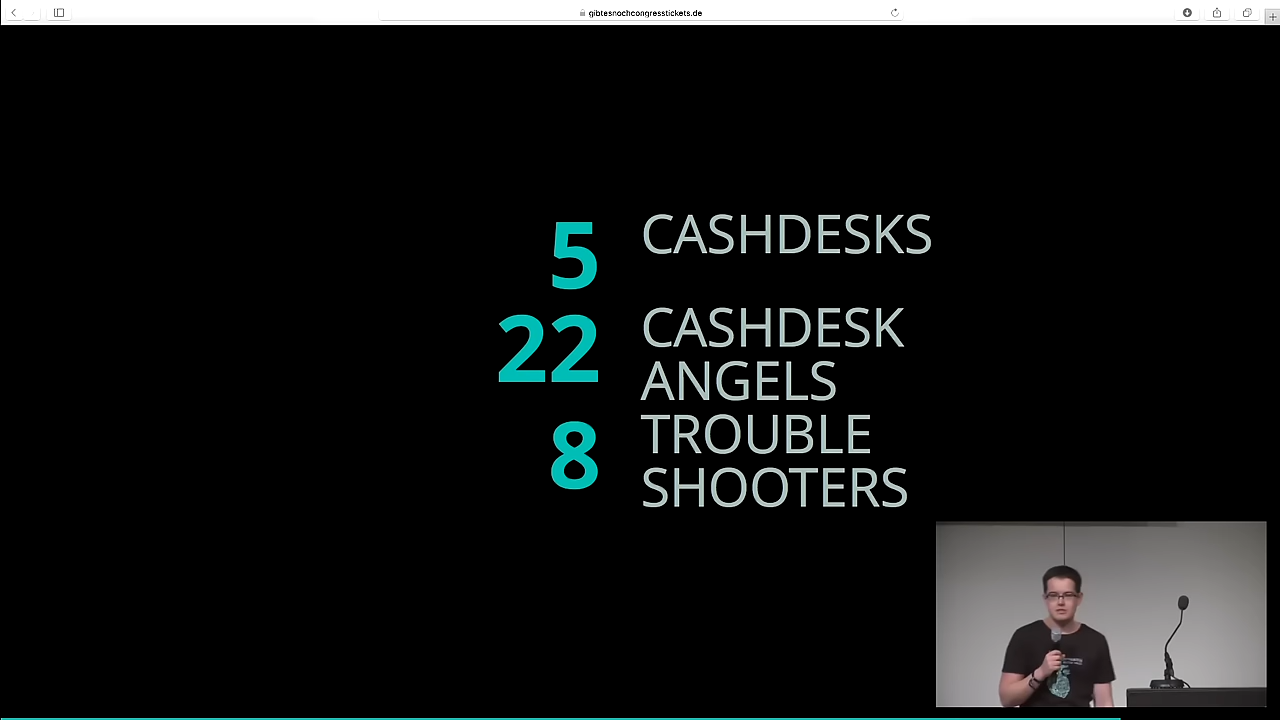 gibtesnochcongresstickets.de
5 CASHDESKS
22 CASHDESK
ANGELS
8 TROUBLE
SHOOTERS